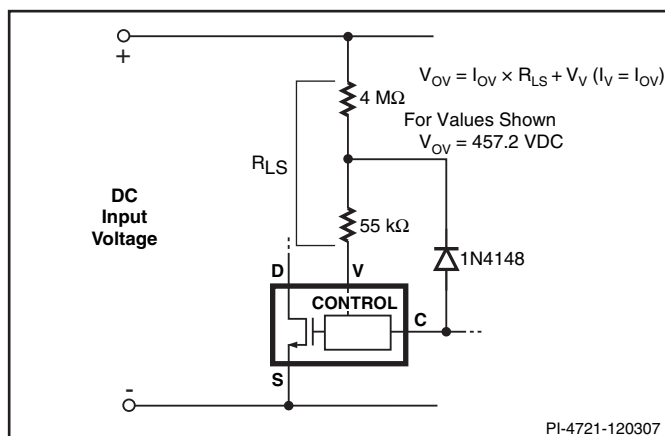 +
V_OV = I_OV × R_LS + V_V (I_V = I_OV)
4 MΩ
For Values Shown
V_OV = 457.2 VDC
R_LS
DC
Input
Voltage
55 kΩ
1N4148
D
V
CONTROL
C
S
-
PI-4721-120307